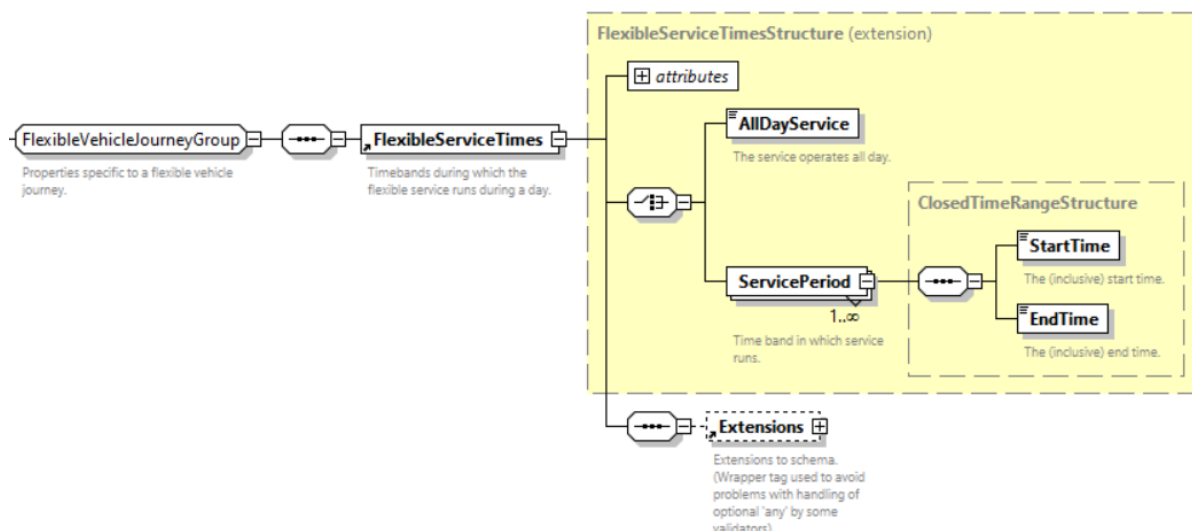 FlexibleServiceTimesStructure (extension)
attributes
FlexibleVehicleJourneyGroup
Properties specific to a flexible vehicle
journey.
FlexibleServiceTimes
Timebands during which the
flexible service runs during a day.
AllDayService
The service operates all day.
ClosedTimeRangeStructure
StartTime
The (inclusive) start time.
ServicePeriod
1..∞
Time band in which service
runs.
EndTime
The (inclusive) end time.
Extensions
Extensions to schema.
(Wrapper tag used to avoid
problems with handling of
optional 'any' by some
validators)